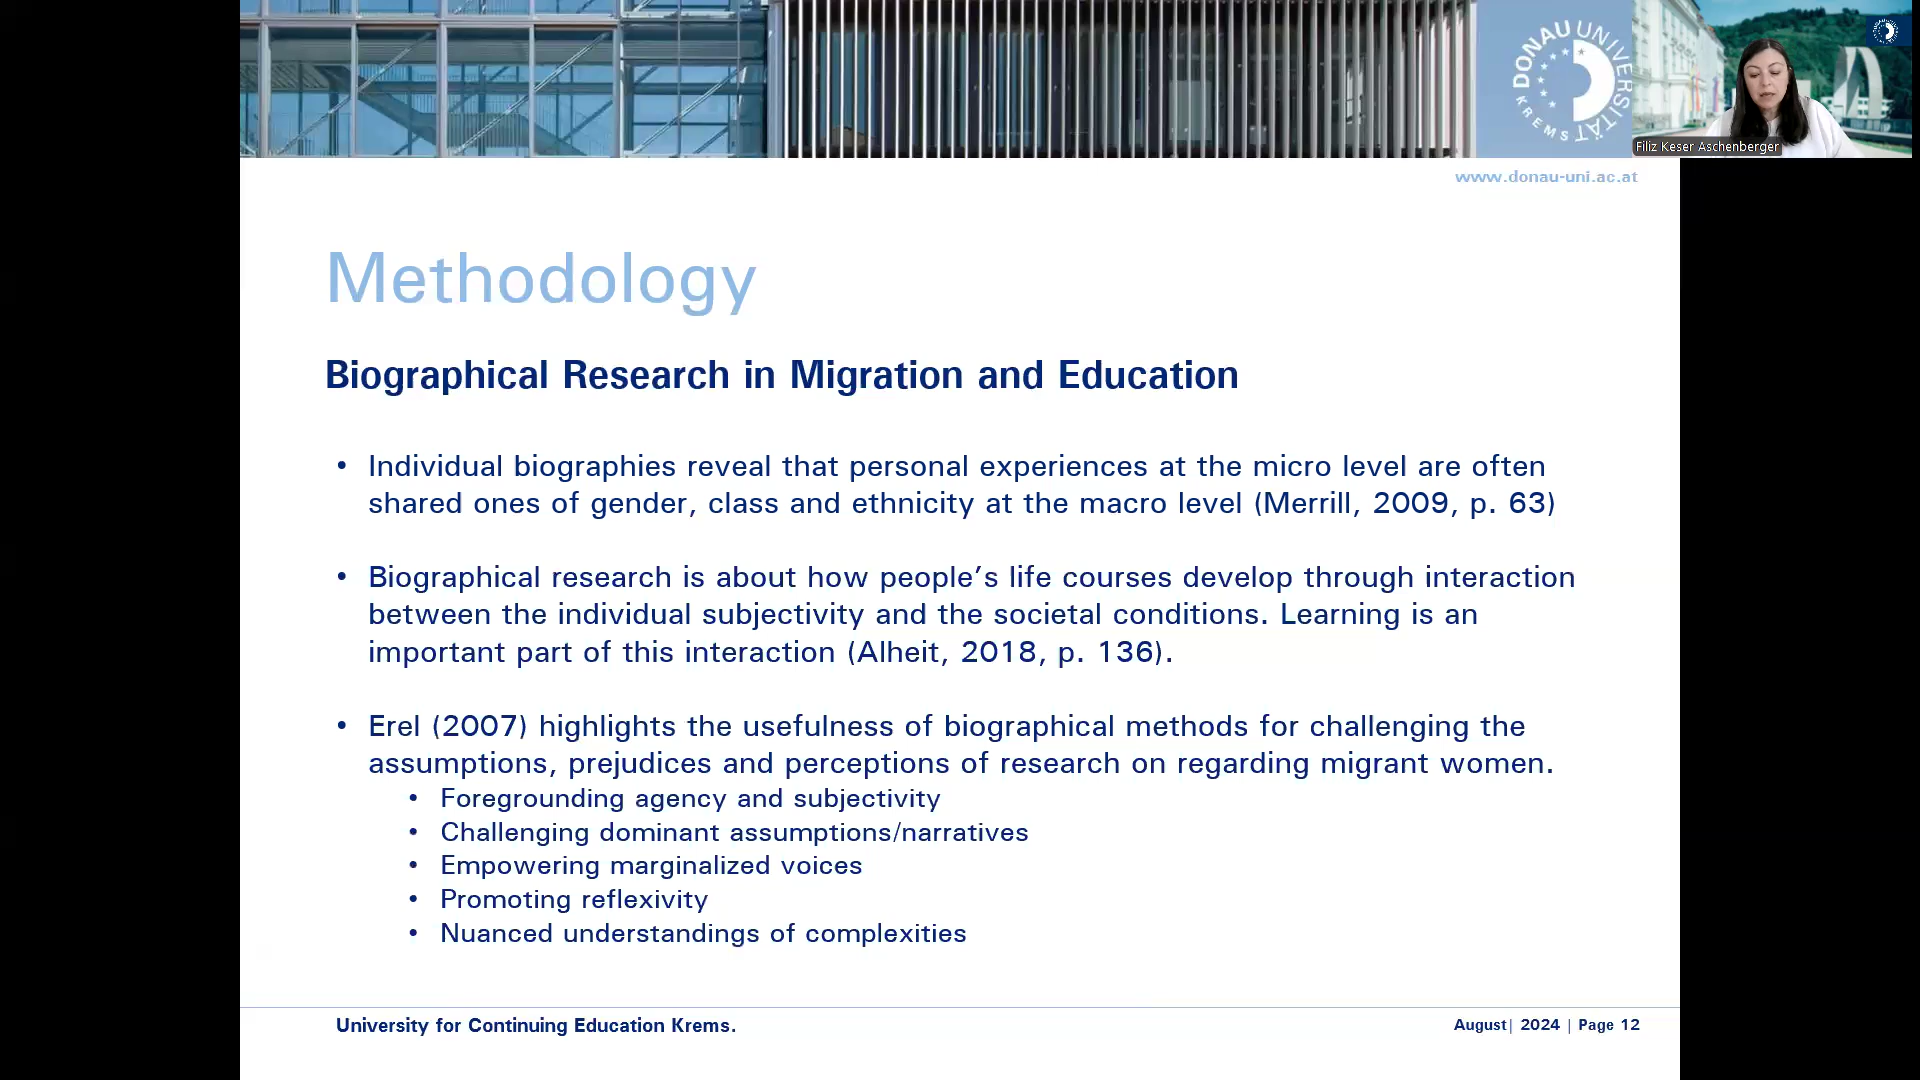 DONAU UNIVERSITÄT
KREMS
Filiz Keser Aschenberger
www.donau-uni.ac.at
Methodology
Biographical Research in Migration and Education
• Individual biographies reveal that personal experiences at the micro level are often
shared ones of gender, class and ethnicity at the macro level (Merrill, 2009, p. 63)
• Biographical research is about how people’s life courses develop through interaction
between the individual subjectivity and the societal conditions. Learning is an
important part of this interaction (Alheit, 2018, p. 136).
• Erel (2007) highlights the usefulness of biographical methods for challenging the
assumptions, prejudices and perceptions of research on regarding migrant women.
• Foregrounding agency and subjectivity
• Challenging dominant assumptions/narratives
• Empowering marginalized voices
• Promoting reflexivity
• Nuanced understandings of complexities
University for Continuing Education Krems.
August| 2024 | Page 12